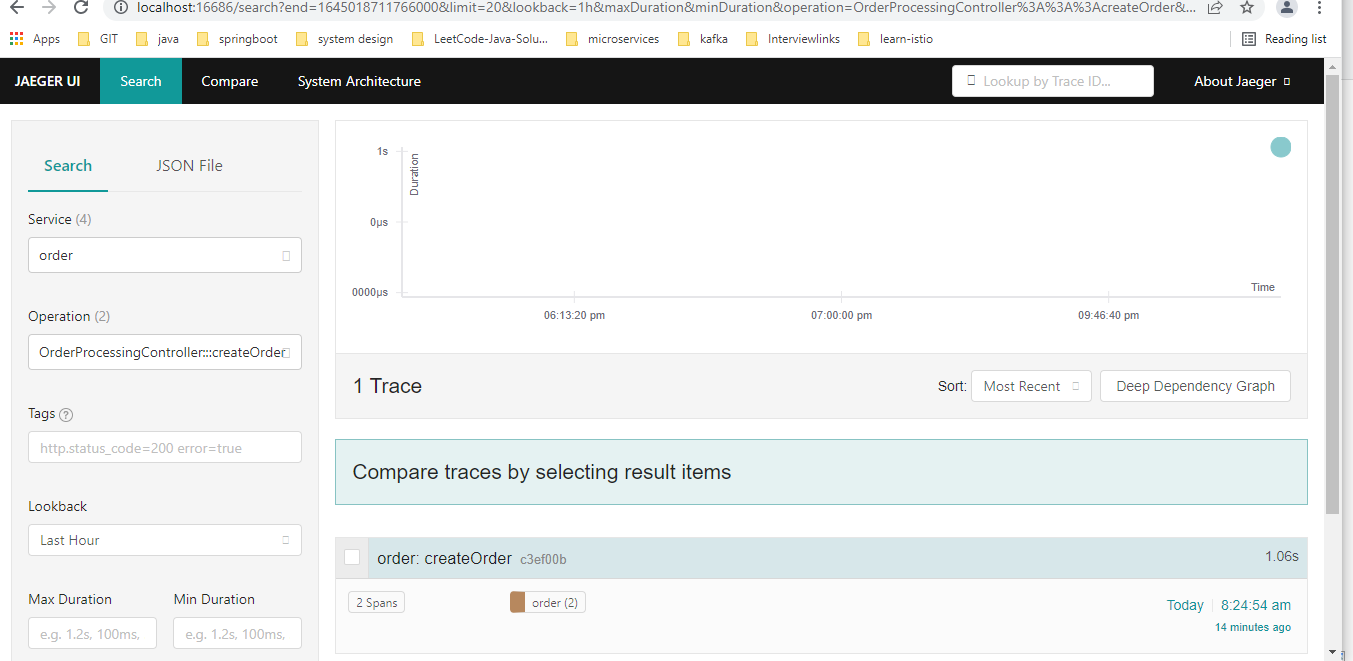 localhost:16686/search?end=1645018711766000&limit=20&lookback=1h&maxDuration&minDuration&operation=OrderProcessingController%3A%3A%3AcreateOrder&...
Apps GIT java springboot system design LeetCode-Java-Solu... microservices kafka Interviewlinks learn-istio Reading list
JAEGER UI Search Compare System Architecture Lookup by Trace ID... About Jaeger
Search JSON File
Service (4)
order
Operation (2)
OrderProcessingController:::createOrder
Tags ?
http.status_code=200 error=true
Lookback
Last Hour
Max Duration Min Duration
e.g. 1.2s, 100ms, e.g. 1.2s, 100ms,
Duration
1s
0µs
0000µs
Time
06:13:20 pm 07:00:00 pm 09:46:40 pm
1 Trace Sort: Most Recent Deep Dependency Graph
Compare traces by selecting result items
order: createOrder c3ef00b 1.06s
2 Spans order (2) Today 8:24:54 am
14 minutes ago